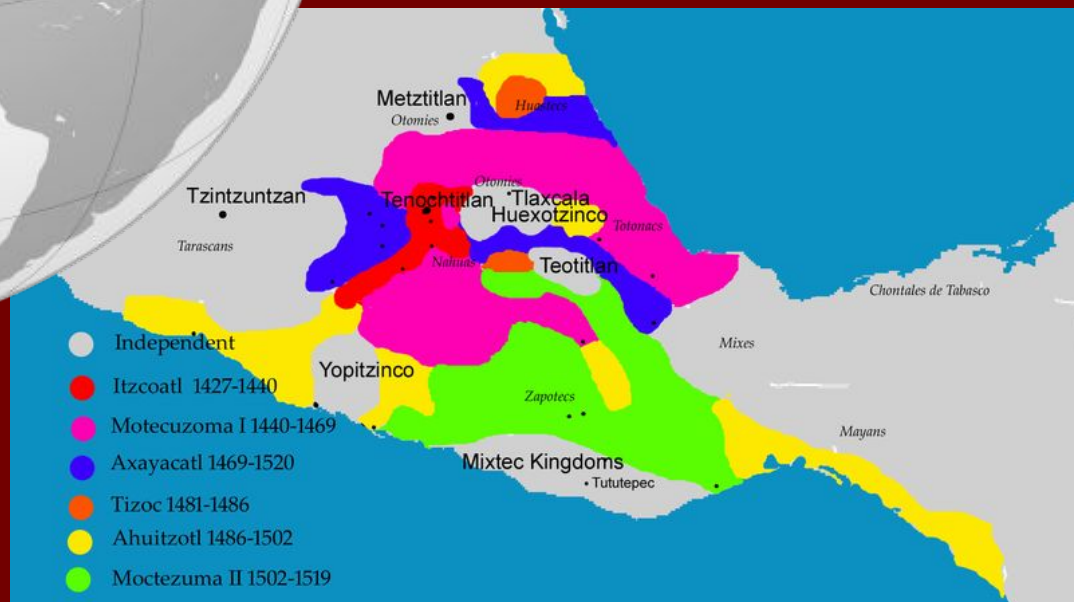 Metztitlan
Otomies
Huastecs
Tzintzuntzan
Tarascans
Otomies
Tenochtitlan
Tlaxcala
Huexotzinco
Totonacs
Nahuas
Teotitlan
Chontales de Tabasco
Mixes
Yopitzinco
Zapotecs
Mayans
Mixtec Kingdoms
Tututepec
Independent
Itzcoatl 1427-1440
Motecuzoma I 1440-1469
Axayacatl 1469-1520
Tizoc 1481-1486
Ahuitzotl 1486-1502
Moctezuma II 1502-1519